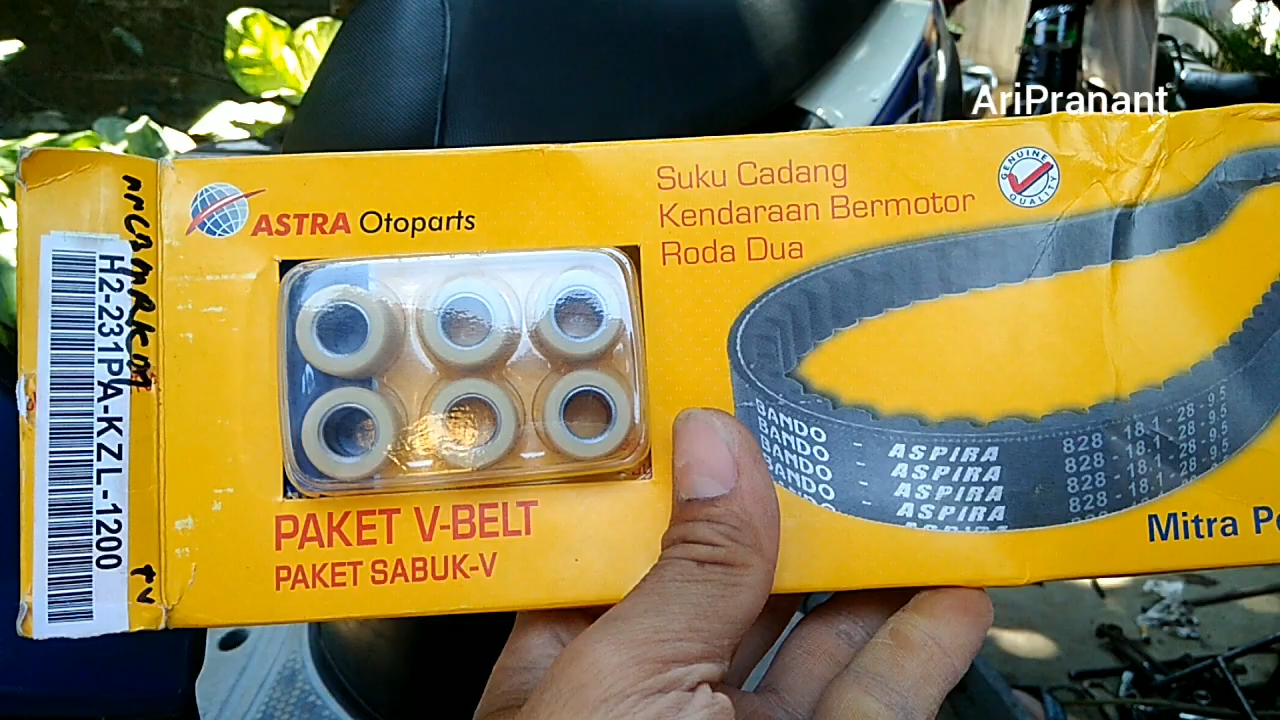 AriPranant
ASTRA Otoparts
Suku Cadang
Kendaraan Bermotor
Roda Dua
GENUINE
QUALITY
H2-231PA-KZL-1200
BANDO - ASPIRA 828 - 18.1 - 28 - 9.5
BANDO - ASPIRA 828 - 18.1 - 28 - 9.5
BANDO - ASPIRA 828 - 18.1 - 28 - 9.5
BANDO - ASPIRA 828 - 18.1 - 28 - 9.5
PAKET V-BELT
PAKET SABUK-V
Mitra